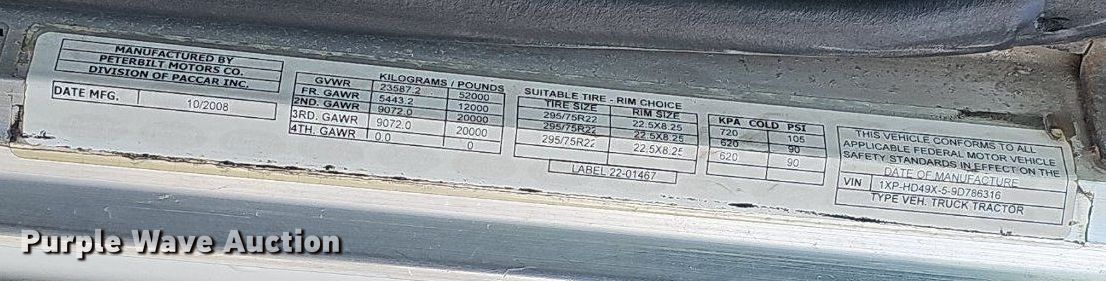 MANUFACTURED BY
PETERBILT MOTORS CO.
DIVISION OF PACCAR INC.
DATE MFG. 10/2008
KILOGRAMS / POUNDS
GVWR 23587.2 52000
FR. GAWR 5443.2 12000
2ND. GAWR 9072.0 20000
3RD. GAWR 9072.0 20000
4TH. GAWR 0.0 0
SUITABLE TIRE - RIM CHOICE
TIRE SIZE RIM SIZE
295/75R22 22.5X8.25
295/75R22 22.5X8.25
295/75R22 22.5X8.25
LABEL 22-01467
KPA COLD PSI
720 105
620 90
620 90
THIS VEHICLE CONFORMS TO ALL
APPLICABLE FEDERAL MOTOR VEHICLE
SAFETY STANDARDS IN EFFECT ON THE
DATE OF MANUFACTURE
VIN 1XP-HD49X-5-9D786316
TYPE VEH. TRUCK TRACTOR
Purple Wave Auction